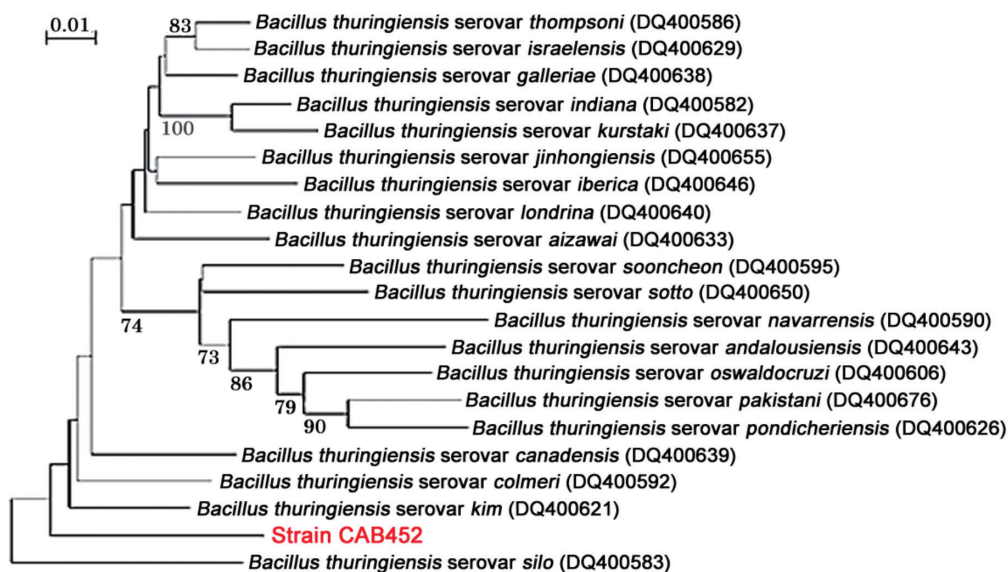 0.01
83
Bacillus thuringiensis serovar thompsoni (DQ400586)
Bacillus thuringiensis serovar israelensis (DQ400629)
Bacillus thuringiensis serovar galleriae (DQ400638)
Bacillus thuringiensis serovar indiana (DQ400582)
100
Bacillus thuringiensis serovar kurstaki (DQ400637)
Bacillus thuringiensis serovar jinhongiensis (DQ400655)
Bacillus thuringiensis serovar iberica (DQ400646)
Bacillus thuringiensis serovar londrina (DQ400640)
Bacillus thuringiensis serovar aizawai (DQ400633)
Bacillus thuringiensis serovar sooncheon (DQ400595)
Bacillus thuringiensis serovar sotto (DQ400650)
74
Bacillus thuringiensis serovar navarrensis (DQ400590)
73
Bacillus thuringiensis serovar andalousiensis (DQ400643)
86
Bacillus thuringiensis serovar oswaldocruzi (DQ400606)
79
Bacillus thuringiensis serovar pakistani (DQ400676)
90
Bacillus thuringiensis serovar pondicheriensis (DQ400626)
Bacillus thuringiensis serovar canadensis (DQ400639)
Bacillus thuringiensis serovar colmeri (DQ400592)
Bacillus thuringiensis serovar kim (DQ400621)
Strain CAB452
Bacillus thuringiensis serovar silo (DQ400583)